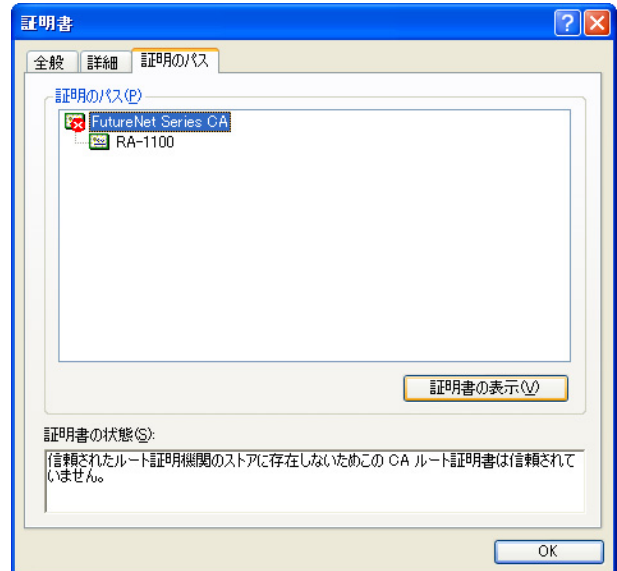 証明書
全般 詳細 証明のパス
証明のパス(P)
FutureNet Series CA
RA-1100
証明書の表示(V)
証明書の状態(S):
信頼されたルート証明機関のストアに存在しないためこの CA ルート証明書は信頼されて
いません。
OK